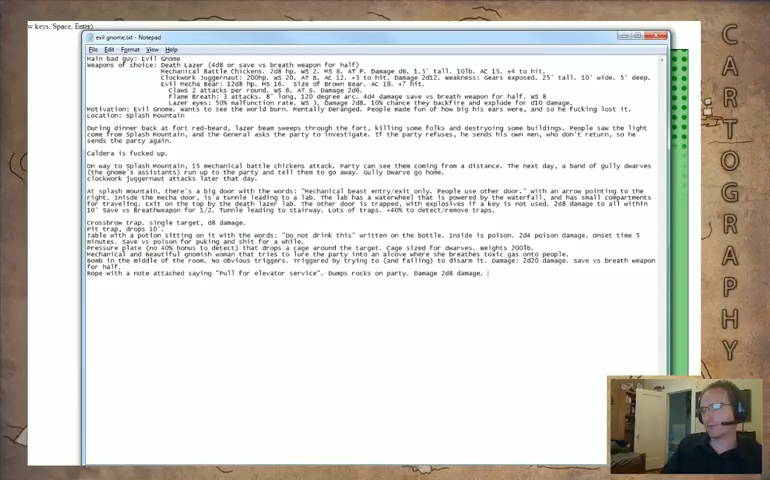 w keys, Space, Enter)
evil gnome.txt - Notepad
File Edit Format View Help
Main bad guy: Evil Gnome
Weapons of choice: Death Lazer (4d8 or save vs breath weapon for half)
Mechanical Battle Chickens. 2d8 hp. WS 2. MS 8. AT P. Damage d6. 1.5' tall. 10lb. AC 15. +4 to hit.
Clockwork Juggernaut: 200hp. WS 20. AT B. AC 12. +3 to hit. Damage 2d12. Weakness: Gears exposed. 25' tall. 10' wide. 5' deep.
Evil Mecha Bear: 12d8 hp. MS 16. Size of Brown Bear. AC 19. +7 hit.
Claws 2 attacks per round. WS 6. AT S. Damage 2d6.
Flame Breath: 3 attacks. 8' long, 120 degree arc. 4d4 damage save vs breath weapon for half. WS 8
Lazer eyes: 50% malfunction rate. WS 3. Damage 2d8. 10% chance they backfire and explode for d10 damage.
Motivation: Evil Gnome. Wants to see the world burn. Mentally Deranged. People made fun of how big his ears were, and so he fucking lost it.
Location: Splash Mountain
During dinner back at fort red-beard, lazer beam sweeps through the fort, killing some folks and destryoing some buildings. People saw the light
come from Splash Mountain, and the General asks the party to investigate. If the party refuses, he sends his own men, who don't return, so he
sends the party again.
Caldera is fucked up.
On way to Splash Mountain, 15 mechanical battle chickens attack. Party can see them coming from a distance. The next day, a band of gully dwarves
(the gnome's assistants) run up to the party and tell them to go away. Gully Dwarve go home.
Clockwork juggernaut attacks later that day.
At splash mountain, there's a big door with the words: "Mechanical beast entry/exit only. People use other door." with an arrow pointing to the
right. Inisde the mecha door, is a tunnle leading to a lab. The lab has a waterwheel that is powered by the waterfall, and has small compartments
for traveling. Exit on the top by the death lazer lab. The other door is trapped, with explosives if a key is not used. 2d8 damage to all within
10' Save vs Breathweapon for 1/2. Tunnle leading to stairway. Lots of traps. +40% to detect/remove traps.
Crossbow trap, single target, d8 damage.
Pit trap, drops 10'.
Table with a potion sitting on it with the words: "Do not drink this" written on the bottle. Inside is poison. 2d4 poison damage. Onset time 5
minutes. Save vs poison for puking and shit for a while.
Pressure plate (no 40% bonus to detect) that drops a cage around the target. Cage sized for dwarves. Weights 200lb.
Mechanical and Beautiful gnomish woman that tries to lure the party into an alcove where she breathes toxic gas onto people.
Bomb in the middle of the room. No obvious triggers. Triggered by trying to (and failing) to disarm it. Damage: 2d20 damage. Save vs breath weapon
for half.
Rope with a note attached saying "Pull for elevator service". Dumps rocks on party. Damage 2d8 damage.
CARTOGRAPHY